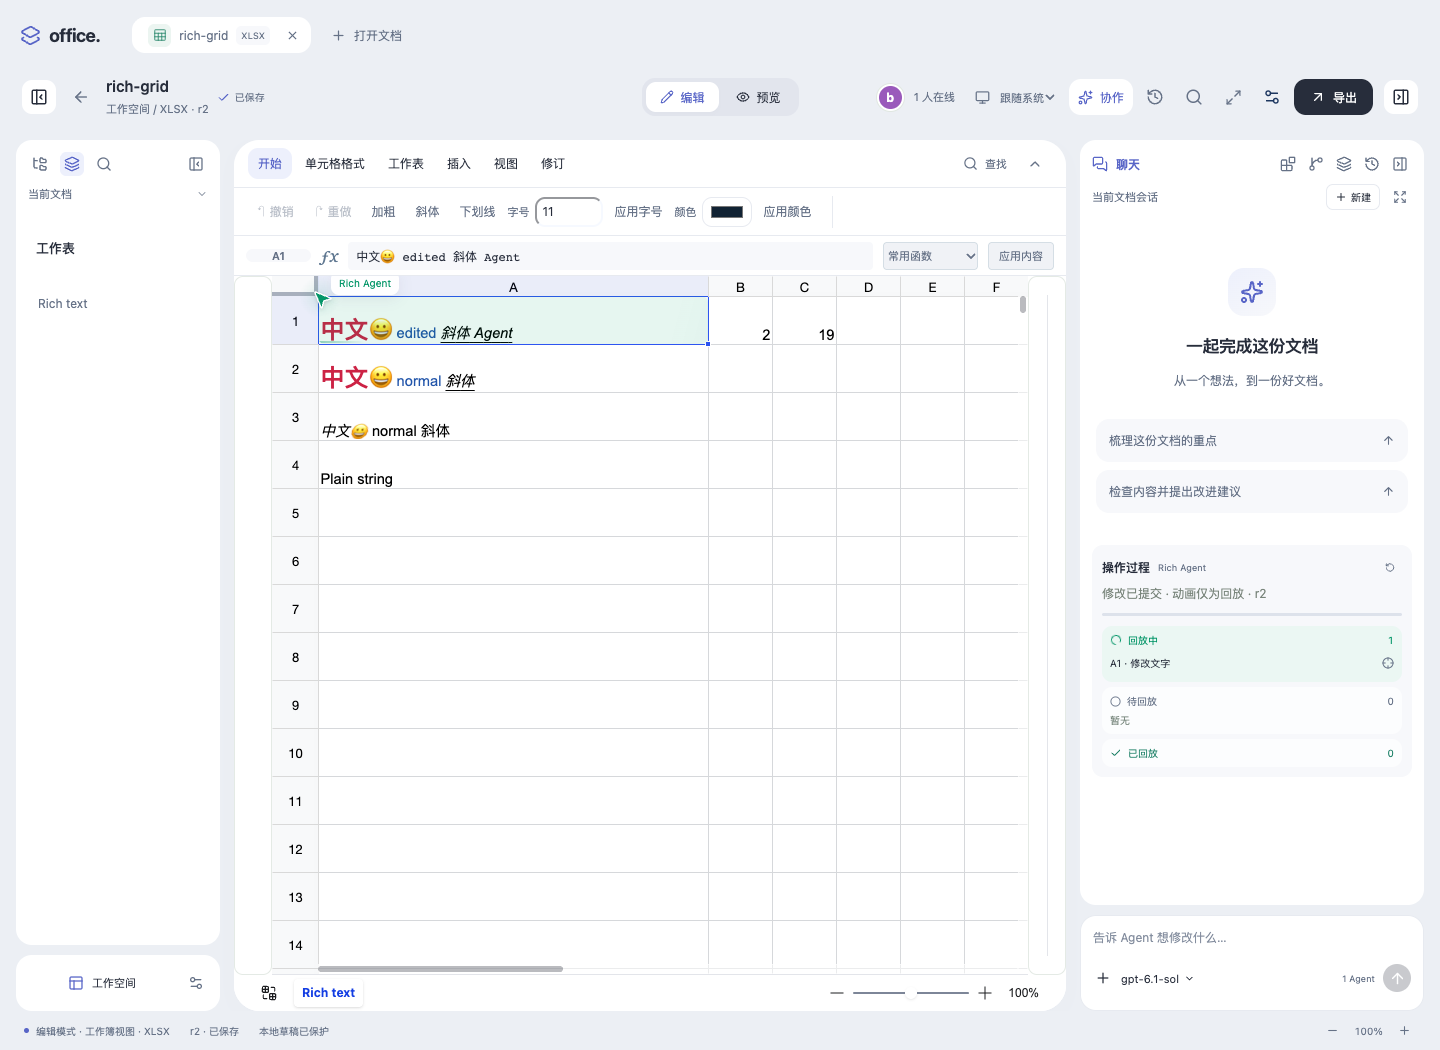 office.
rich-grid XLSX
打开文档
rich-grid
工作空间 / XLSX · r2
已保存
编辑
预览
b
1 人在线
跟随系统
协作
导出
当前文档
工作表
Rich text
工作空间
开始 单元格格式 工作表 插入 视图 修订
查找
撤销 重做 加粗 斜体 下划线 字号 11 应用字号 颜色 应用颜色
A1 fx 中文😀 edited 斜体 Agent
常用函数 应用内容
Rich Agent
A B C D E F
1 中文😀 edited 斜体 Agent 2 19
2 中文😀 normal 斜体
3 中文😀 normal 斜体
4 Plain string
5
6
7
8
9
10
11
12
13
14
Rich text
100%
聊天
当前文档会话
新建
一起完成这份文档
从一个想法，到一份好文档。
梳理这份文档的重点
检查内容并提出改进建议
操作过程 Rich Agent
修改已提交 · 动画仅为回放 · r2
回放中 1
A1 · 修改文字
待回放 0
暂无
已回放 0
告诉 Agent 想修改什么...
gpt-6.1-sol
1 Agent
编辑模式 · 工作簿视图 · XLSX r2 · 已保存 本地草稿已保护
100%